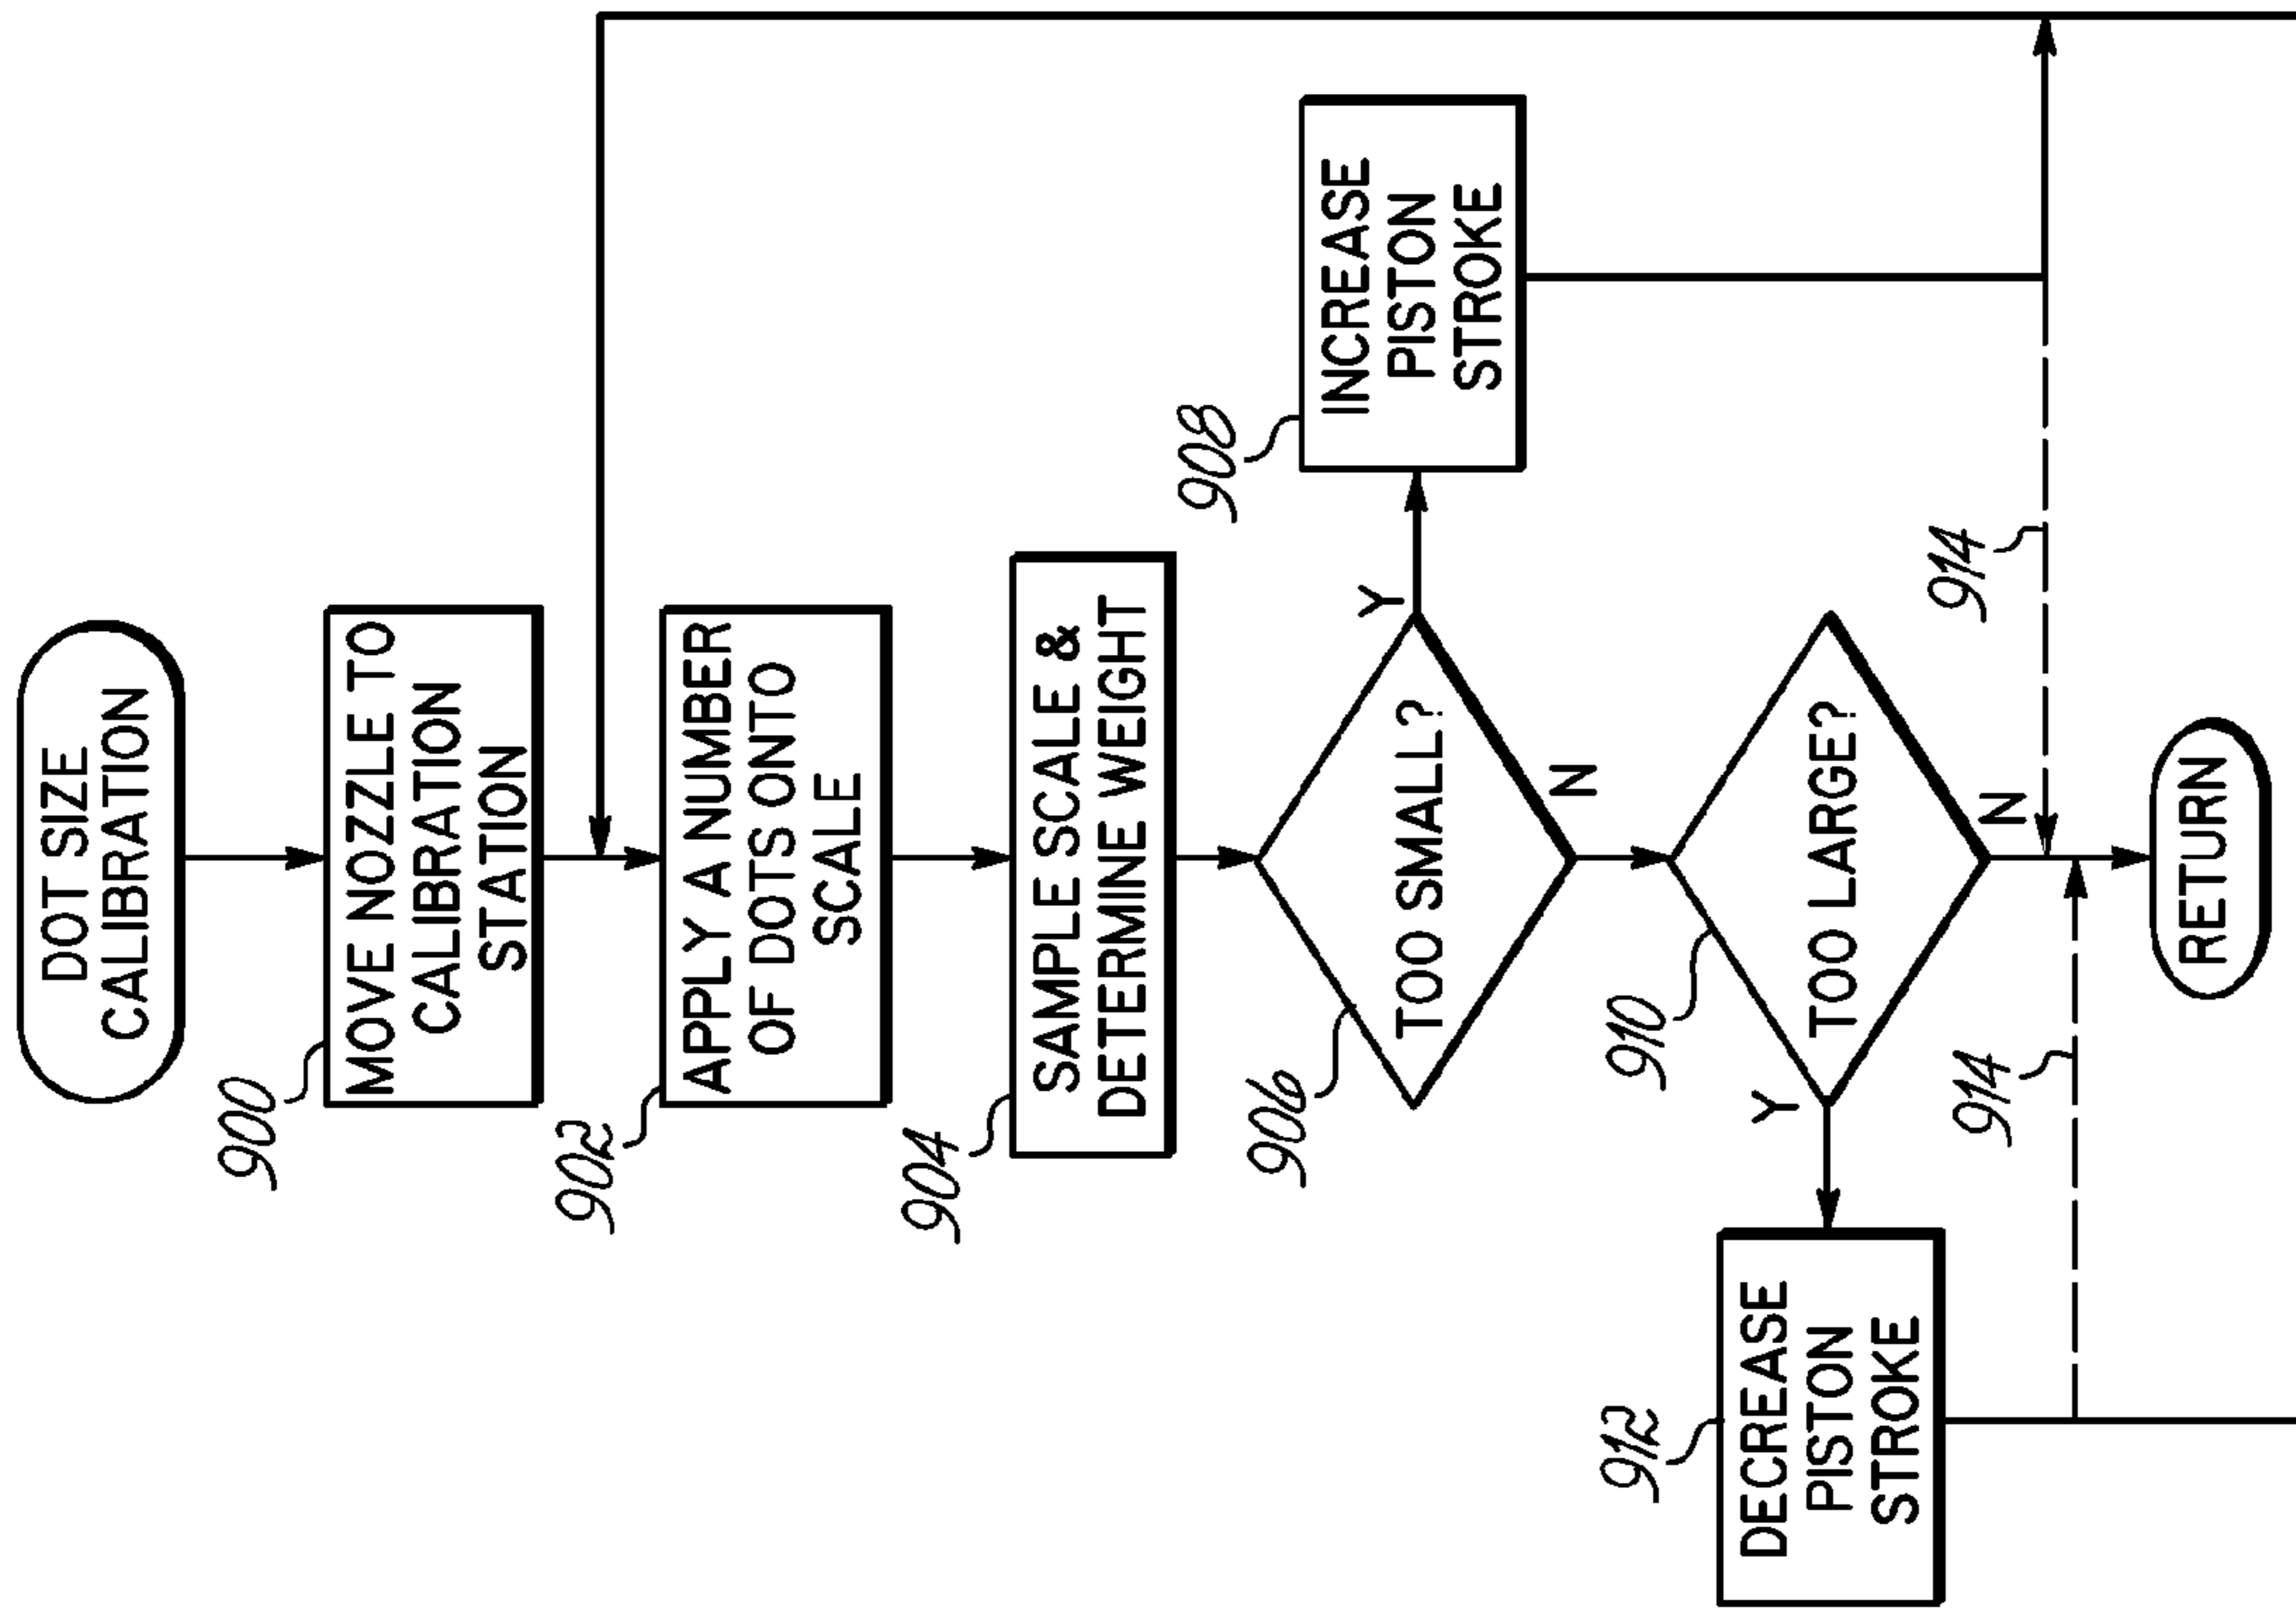 DOT SIZE
CALIBRATION
900
MOVE NOZZLE TO
CALIBRATION
STATION
902
APPLY A NUMBER
OF DOTS ONTO
SCALE
904
SAMPLE SCALE &
DETERMINE WEIGHT
906
TOO SMALL?
Y
N
908
INCREASE
PISTON
STROKE
910
TOO LARGE?
Y
N
912
DECREASE
PISTON
STROKE
914
914
RETURN